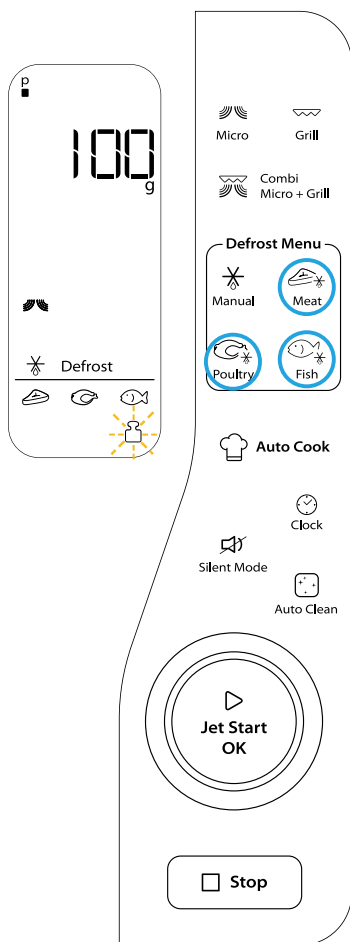 p
100
g
Defrost
Micro
Grill
Combi
Micro + Grill
Defrost Menu
Manual
Meat
Poultry
Fish
Auto Cook
Clock
Silent Mode
Auto Clean
Jet Start
OK
Stop